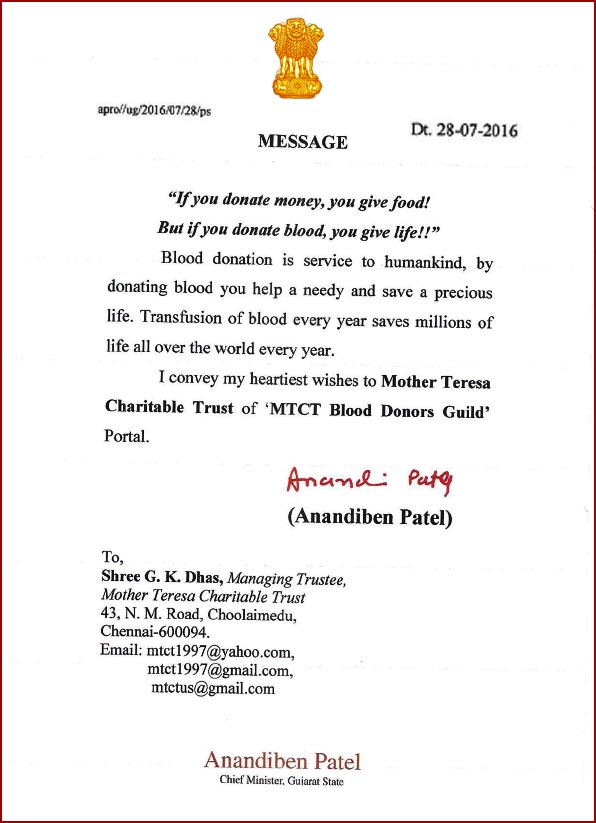 apro//ug/2016/07/28/ps
Dt. 28-07-2016
MESSAGE
“If you donate money, you give food!
But if you donate blood, you give life!!”
Blood donation is service to humankind, by
donating blood you help a needy and save a precious
life. Transfusion of blood every year saves millions of
life all over the world every year.
I convey my heartiest wishes to Mother Teresa
Charitable Trust of ‘MTCT Blood Donors Guild’
Portal.
Anandi Patel
(Anandiben Patel)
To,
Shree G. K. Dhas, Managing Trustee,
Mother Teresa Charitable Trust
43, N. M. Road, Choolaimedu,
Chennai-600094.
Email: mtct1997@yahoo.com,
mtct1997@gmail.com,
mtctus@gmail.com
Anandiben Patel
Chief Minister, Gujarat State